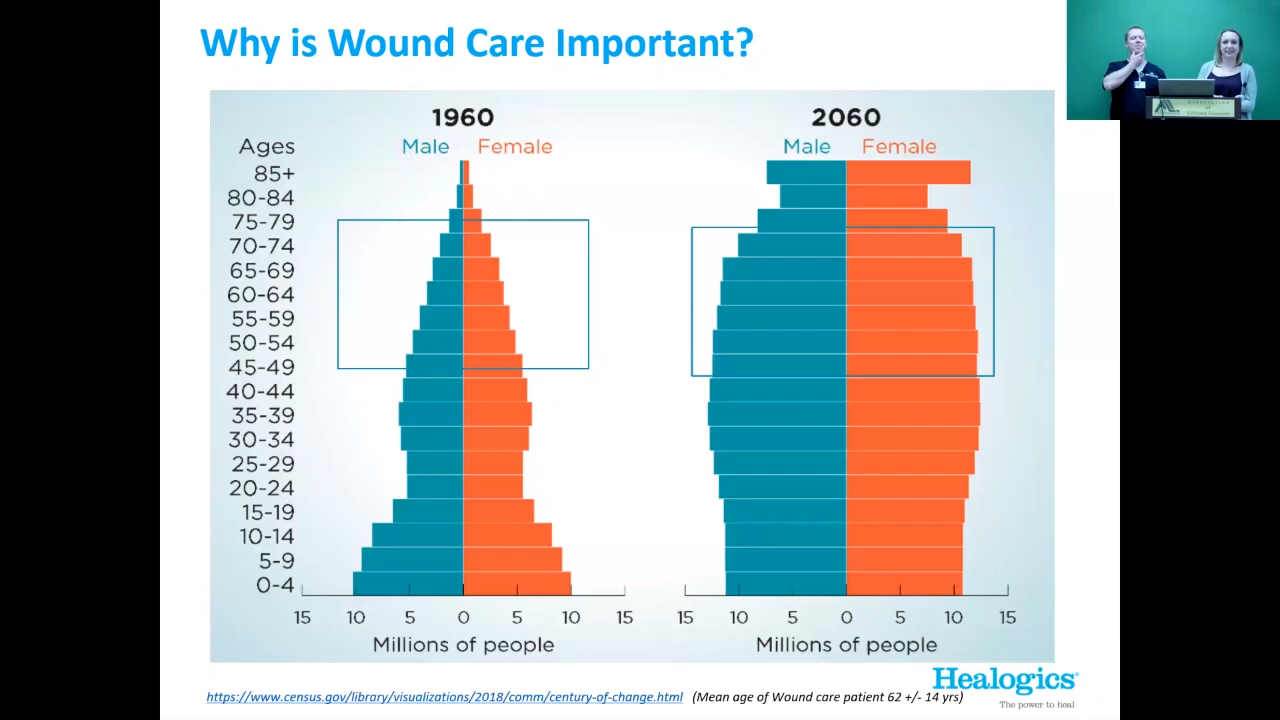 Why is Wound Care Important?
1960
2060
Ages
Male Female
Male Female
85+
80-84
75-79
70-74
65-69
60-64
55-59
50-54
45-49
40-44
35-39
30-34
25-29
20-24
15-19
10-14
5-9
0-4
15 10 5 0 5 10 15
15 10 5 0 5 10 15
Millions of people
Millions of people
https://www.census.gov/library/visualizations/2018/comm/century-of-change.html (Mean age of Wound care patient 62 +/- 14 yrs)
Healogics
The power to heal
Association
of
Lifelong Learners